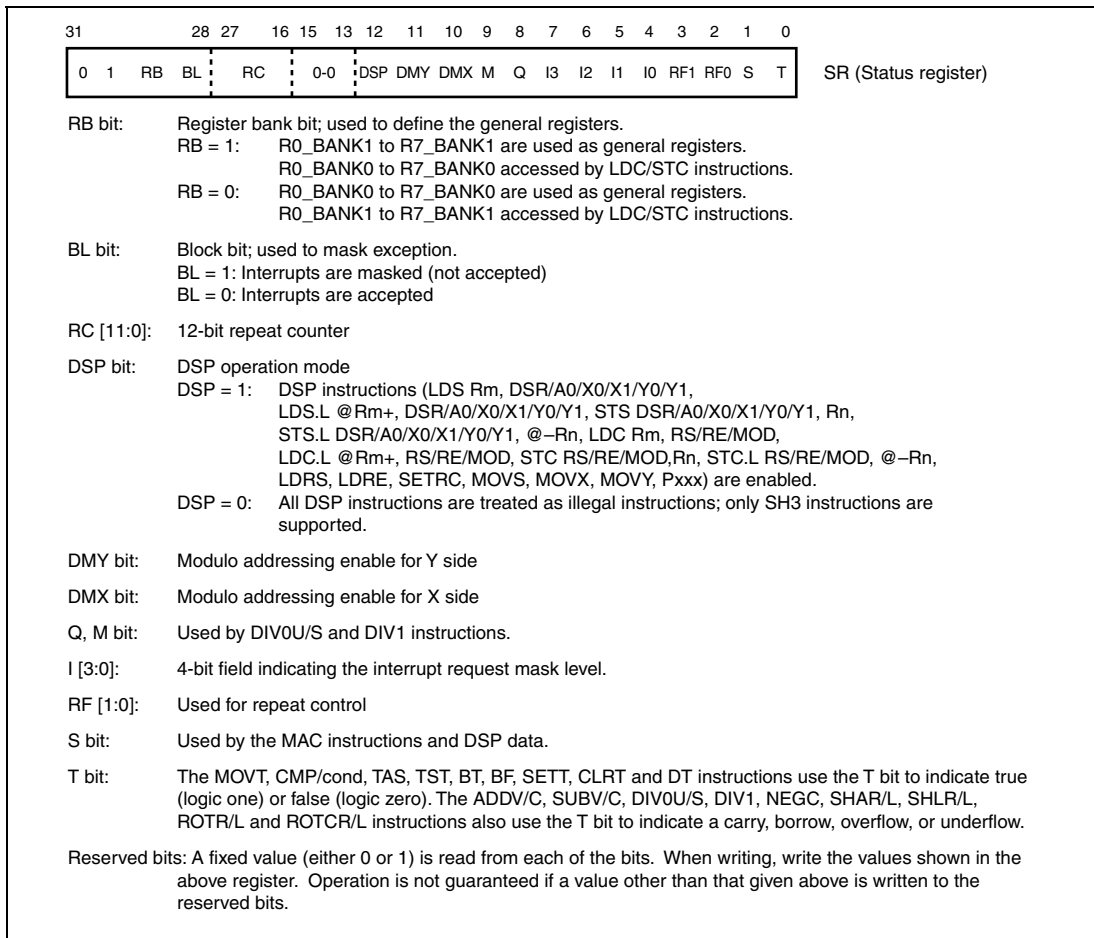 31 28 27 16 15 13 12 11 10 9 8 7 6 5 4 3 2 1 0
0 1 RB BL RC 0-0 DSP DMY DMX M Q I3 I2 I1 I0 RF1 RF0 S T SR (Status register)
RB bit: Register bank bit; used to define the general registers.
RB = 1: R0_BANK1 to R7_BANK1 are used as general registers.
R0_BANK0 to R7_BANK0 accessed by LDC/STC instructions.
RB = 0: R0_BANK0 to R7_BANK0 are used as general registers.
R0_BANK1 to R7_BANK1 accessed by LDC/STC instructions.
BL bit: Block bit; used to mask exception.
BL = 1: Interrupts are masked (not accepted)
BL = 0: Interrupts are accepted
RC [11:0]: 12-bit repeat counter
DSP bit: DSP operation mode
DSP = 1: DSP instructions (LDS Rm, DSR/A0/X0/X1/Y0/Y1,
LDS.L @Rm+, DSR/A0/X0/X1/Y0/Y1, STS DSR/A0/X0/X1/Y0/Y1, Rn,
STS.L DSR/A0/X0/X1/Y0/Y1, @–Rn, LDC Rm, RS/RE/MOD,
LDC.L @Rm+, RS/RE/MOD, STC RS/RE/MOD,Rn, STC.L RS/RE/MOD, @–Rn,
LDRS, LDRE, SETRC, MOVS, MOVX, MOVY, Pxxx) are enabled.
DSP = 0: All DSP instructions are treated as illegal instructions; only SH3 instructions are
supported.
DMY bit: Modulo addressing enable for Y side
DMX bit: Modulo addressing enable for X side
Q, M bit: Used by DIV0U/S and DIV1 instructions.
I [3:0]: 4-bit field indicating the interrupt request mask level.
RF [1:0]: Used for repeat control
S bit: Used by the MAC instructions and DSP data.
T bit: The MOVT, CMP/cond, TAS, TST, BT, BF, SETT, CLRT and DT instructions use the T bit to indicate true
(logic one) or false (logic zero). The ADDV/C, SUBV/C, DIV0U/S, DIV1, NEGC, SHAR/L, SHLR/L,
ROTR/L and ROTCR/L instructions also use the T bit to indicate a carry, borrow, overflow, or underflow.
Reserved bits: A fixed value (either 0 or 1) is read from each of the bits. When writing, write the values shown in the
above register. Operation is not guaranteed if a value other than that given above is written to the
reserved bits.